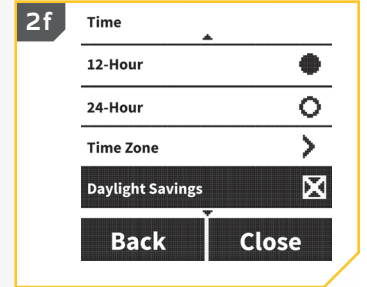 2f
Time
12-Hour
24-Hour
Time Zone
Daylight Savings
Back Close